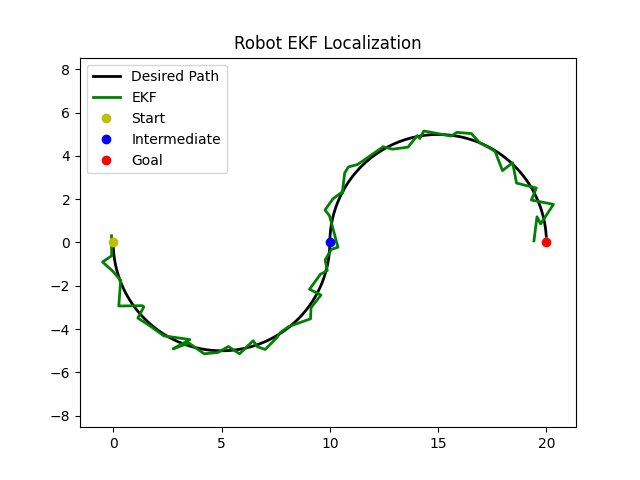 Robot EKF Localization
Desired Path
EKF
Start
Intermediate
Goal
8
6
4
2
0
−2
−4
−6
−8
0 5 10 15 20